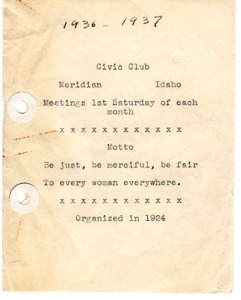 1936 - 1937
Civic Club
Meridian Idaho
Meetings 1st Saturday of each
month
x x x x x x x x x x x x
Motto
Be just, be merciful, be fair
To every woman everywhere.
x x x x x x x x x x x x
Organized in 1924